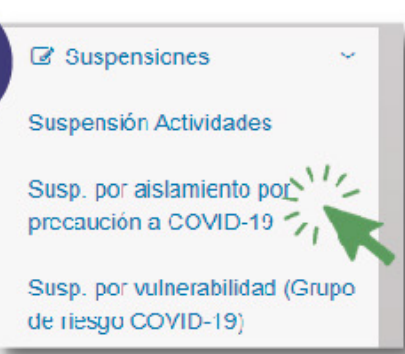 Suspensiones
Suspensión Actividades
Susp. por aislamiento por
precaución a COVID-19
Susp. por vulnerabilidad (Grupo
de riesgo COVID-19)